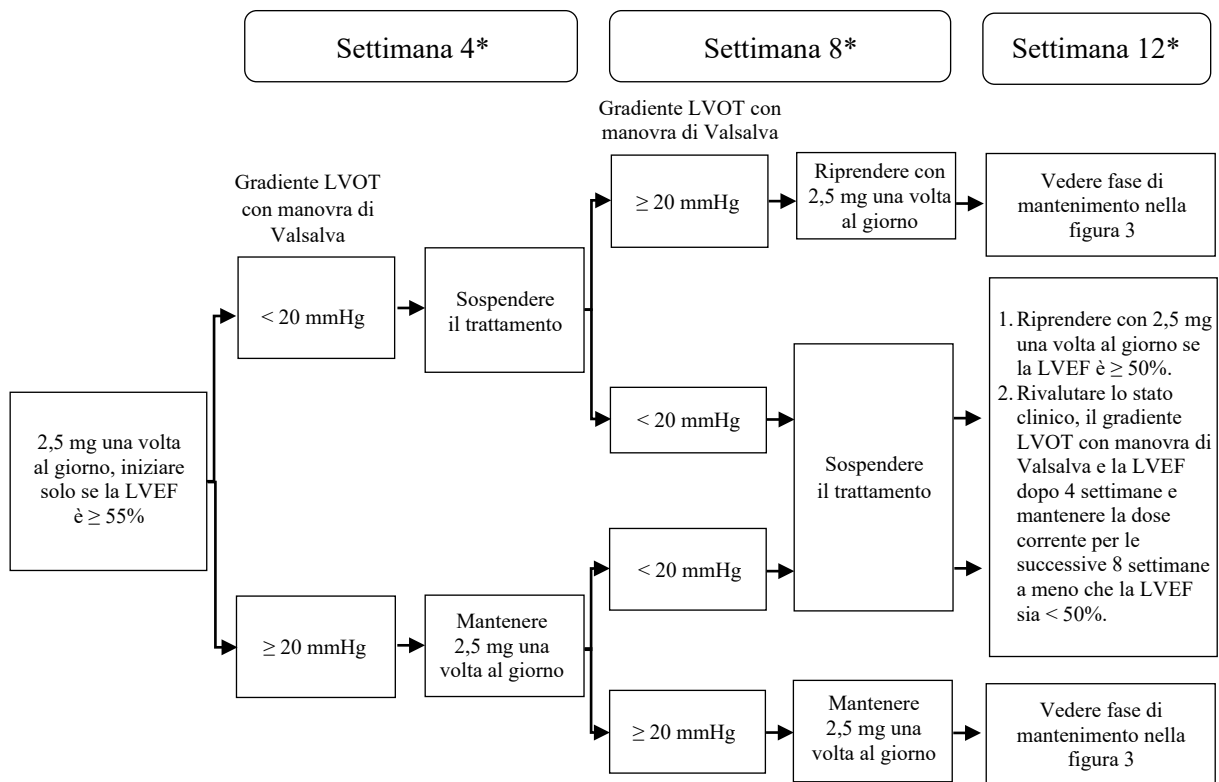 Settimana 4*
Settimana 8*
Settimana 12*
Gradiente LVOT
con manovra di
Valsalva
Gradiente LVOT con
manovra di Valsalva
≥ 20 mmHg
Riprendere con
2,5 mg una volta
al giorno
Vedere fase di
mantenimento nella
figura 3
< 20 mmHg
Sospendere
il trattamento
2,5 mg una volta
al giorno, iniziare
solo se la LVEF
è ≥ 55%
< 20 mmHg
Sospendere
il trattamento
1. Riprendere con 2,5 mg
una volta al giorno se
la LVEF è ≥ 50%.
2. Rivalutare lo stato
clinico, il gradiente
LVOT con manovra di
Valsalva e la LVEF
dopo 4 settimane e
mantenere la dose
corrente per le
successive 8 settimane
a meno che la LVEF
sia < 50%.
< 20 mmHg
≥ 20 mmHg
Mantenere
2,5 mg una
volta al giorno
≥ 20 mmHg
Mantenere
2,5 mg una
volta al giorno
Vedere fase di
mantenimento nella
figura 3